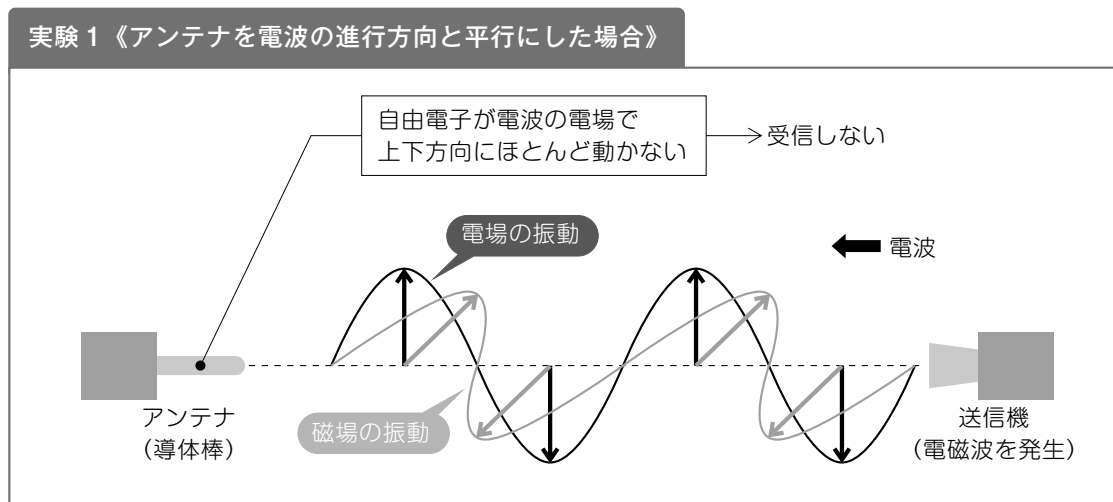 実験1《アンテナを電波の進行方向と平行にした場合》
自由電子が電波の電場で
上下方向にほとんど動かない
受信しない
電場の振動
電波
アンテナ
（導体棒）
磁場の振動
送信機
（電磁波を発生）